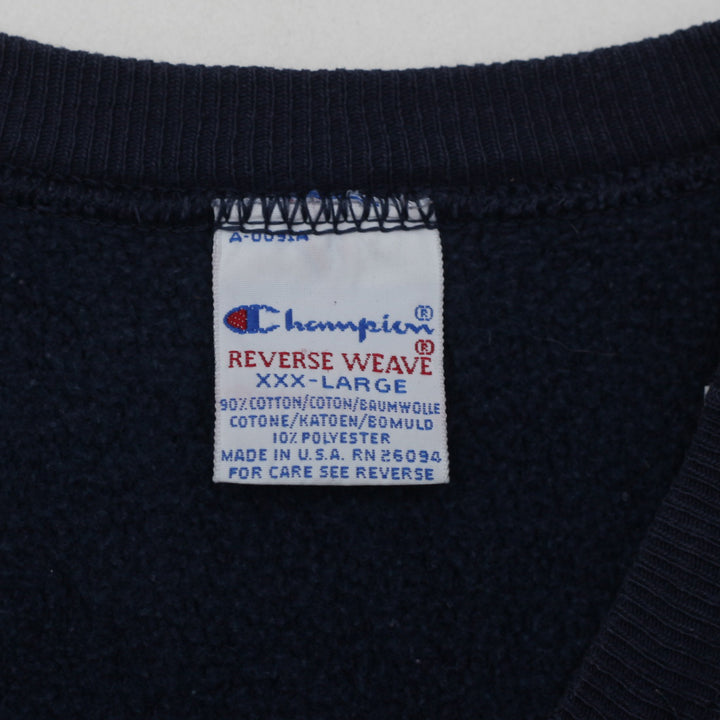 A-0091A
Champion®
REVERSE WEAVE®
XXX-LARGE
90% COTTON/COTON/BAUMWOLLE
COTONE/KATOEN/BOMULD
10% POLYESTER
MADE IN U.S.A. RN 26094
FOR CARE SEE REVERSE